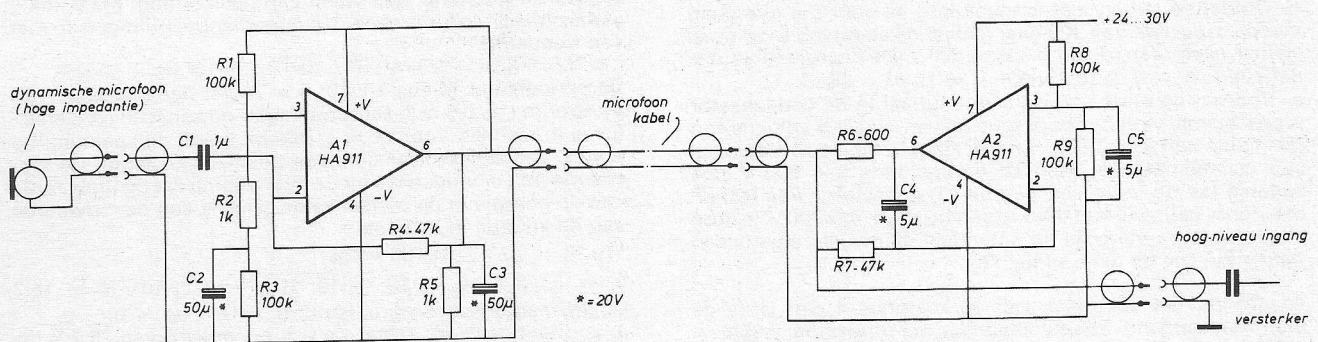 dynamische microfoon
(hoge impedantie)
C1
1µ
R1
100k
R2
1k
C2
50µ
*
R3
100k
3
2
7
+V
A1
HA911
6
4
-V
R4-47k
R5
1k
C3
50µ
*
* = 20V
microfoon
kabel
R6-600
C4
5µ
*
R7-47k
6
7
+V
A2
HA911
4
-V
3
2
+24...30V
R8
100k
R9
100k
C5
5µ
*
hoog-niveau ingang
versterker